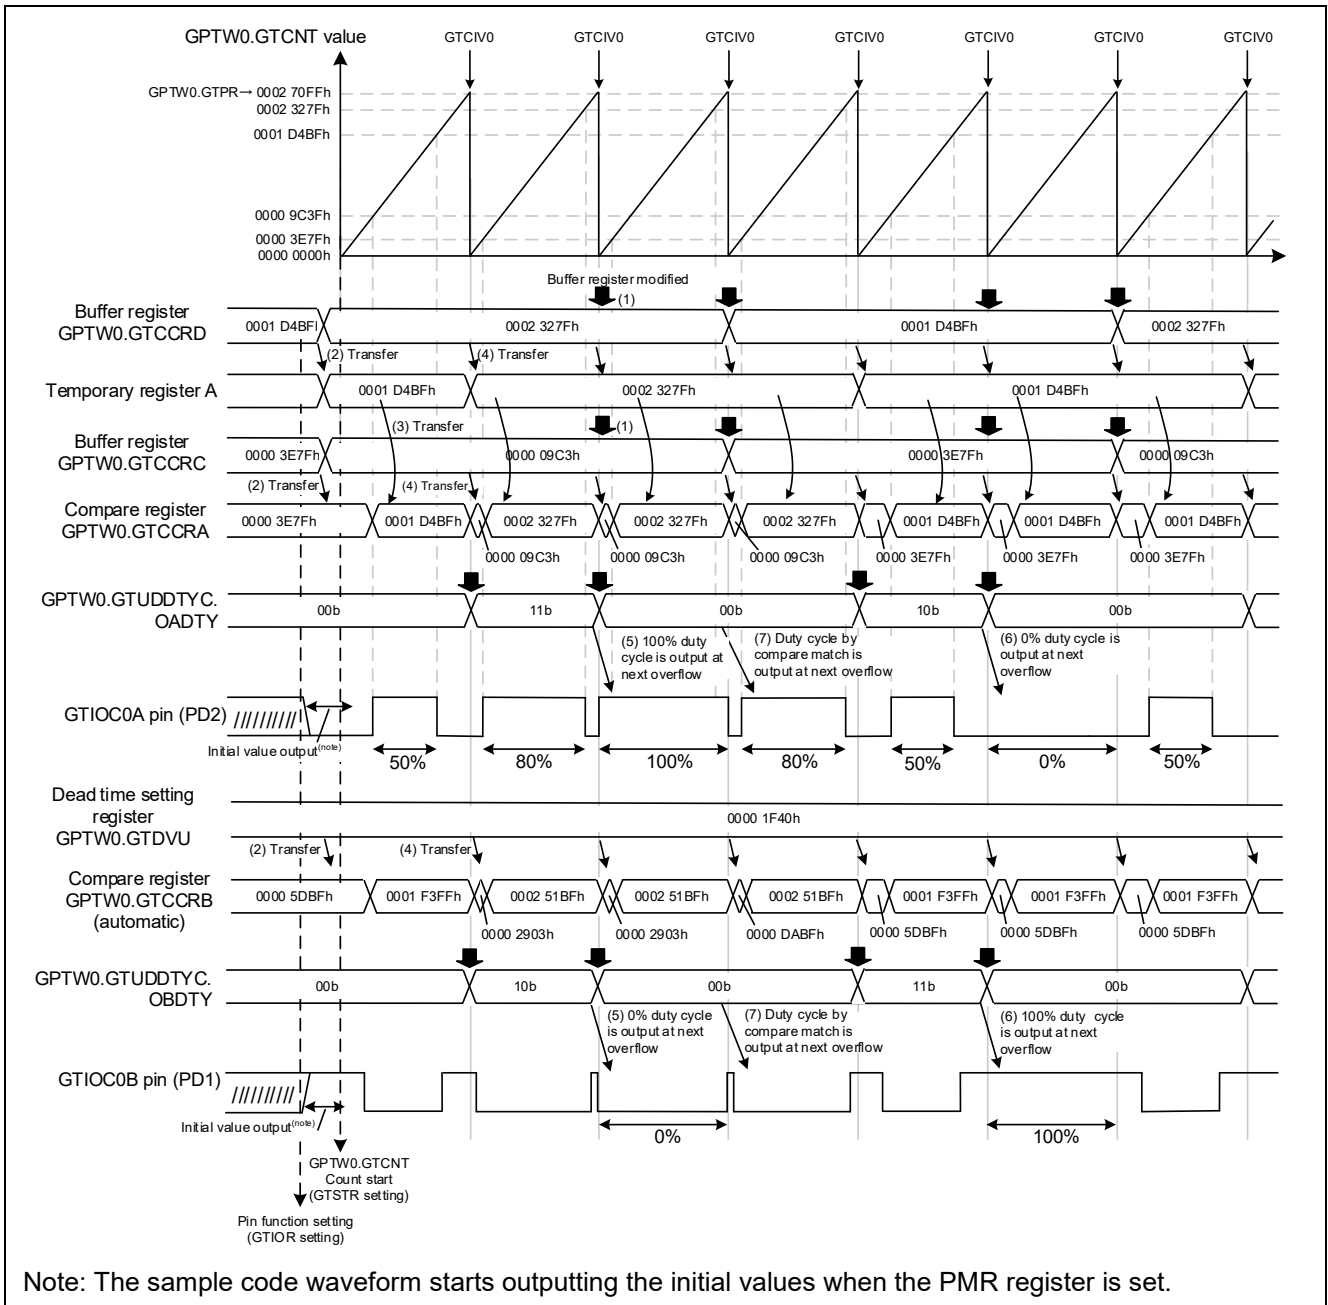 GPTW0.GTCNT value
GTCIV0 GTCIV0 GTCIV0 GTCIV0 GTCIV0 GTCIV0 GTCIV0
GPTW0.GTPR→ 0002 70FFh
0002 327Fh
0001 D4BFh
0000 9C3Fh
0000 3E7Fh
0000 0000h
Buffer register modified
(1)
Buffer register
GPTW0.GTCCRD
0001 D4BFl 0002 327Fh 0001 D4BFh 0002 327Fh
(2) Transfer (4) Transfer
Temporary register A
0001 D4BFh 0002 327Fh 0001 D4BFh
(3) Transfer (1)
Buffer register
GPTW0.GTCCRC
0000 3E7Fh 0000 09C3h 0000 3E7Fh 0000 09C3h
(2) Transfer (4) Transfer
Compare register
GPTW0.GTCCRA
0000 3E7Fh 0001 D4BFh 0002 327Fh 0002 327Fh 0002 327Fh 0001 D4BFh 0001 D4BFh 0001 D4BFh
0000 09C3h 0000 09C3h 0000 09C3h 0000 3E7Fh 0000 3E7Fh 0000 3E7Fh
GPTW0.GTUDDTYC.
OADTY
00b 11b 00b 10b 00b
(5) 100% duty
cycle is output at
next overflow
(7) Duty cycle by
compare match is
output at next overflow
(6) 0% duty cycle is
output at next
overflow
GTIOC0A pin (PD2)
Initial value output(note)
50% 80% 100% 80% 50% 0% 50%
Dead time setting
register
GPTW0.GTDVU
0000 1F40h
(2) Transfer (4) Transfer
Compare register
GPTW0.GTCCRB
(automatic)
0000 5DBFh 0001 F3FFh 0002 51BFh 0002 51BFh 0002 51BFh 0001 F3FFh 0001 F3FFh 0001 F3FFh
0000 2903h 0000 2903h 0000 DABFh 0000 5DBFh 0000 5DBFh 0000 5DBFh
GPTW0.GTUDDTYC.
OBDTY
00b 10b 00b 11b 00b
(5) 0% duty cycle
is output at next
overflow
(7) Duty cycle by
compare match is
output at next overflow
(6) 100% duty cycle
is output at next
overflow
GTIOC0B pin (PD1)
Initial value output(note)
0% 100%
GPTW0.GTCNT
Count start
(GTSTR setting)
Pin function setting
(GTIOR setting)
Note: The sample code waveform starts outputting the initial values when the PMR register is set.